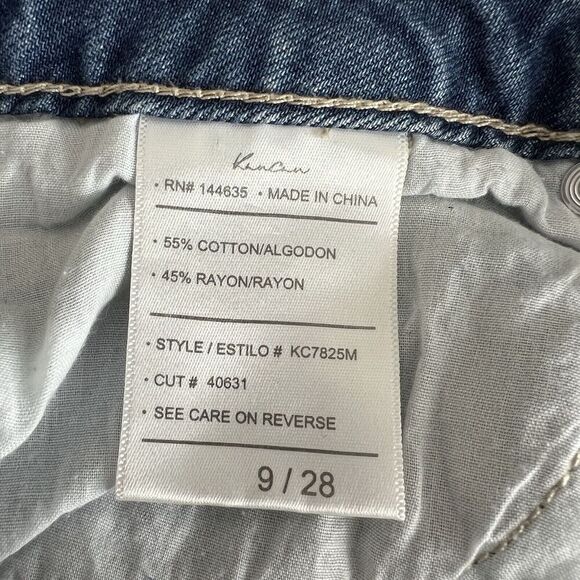 KanCan
• RN# 144635 • MADE IN CHINA
• 55% COTTON/ALGODON
• 45% RAYON/RAYON
• STYLE / ESTILO # KC7825M
• CUT # 40631
• SEE CARE ON REVERSE
9 / 28